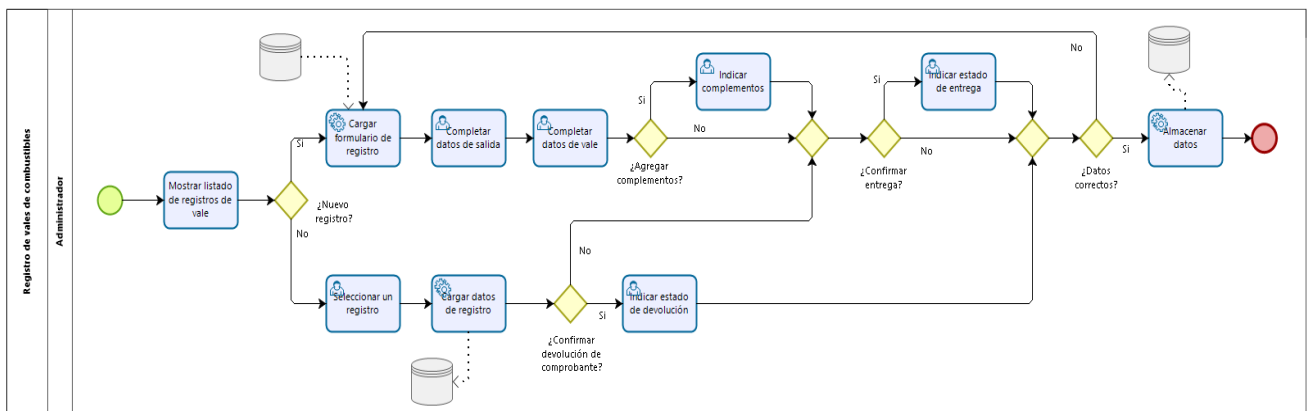 Registro de vales de combustibles
Administrador
Mostrar listado
de registros de
vale
¿Nuevo
registro?
Si
No
Cargar
formulario de
registro
Completar
datos de salida
Completar
datos de vale
¿Agregar
complementos?
Si
No
Indicar
complementos
¿Confirmar
entrega?
Si
No
Indicar estado
de entrega
¿Datos
correctos?
No
Si
Almacenar
datos
Seleccionar un
registro
Cargar datos
de registro
¿Confirmar
devolución de
comprobante?
No
Si
Indicar estado
de devolución